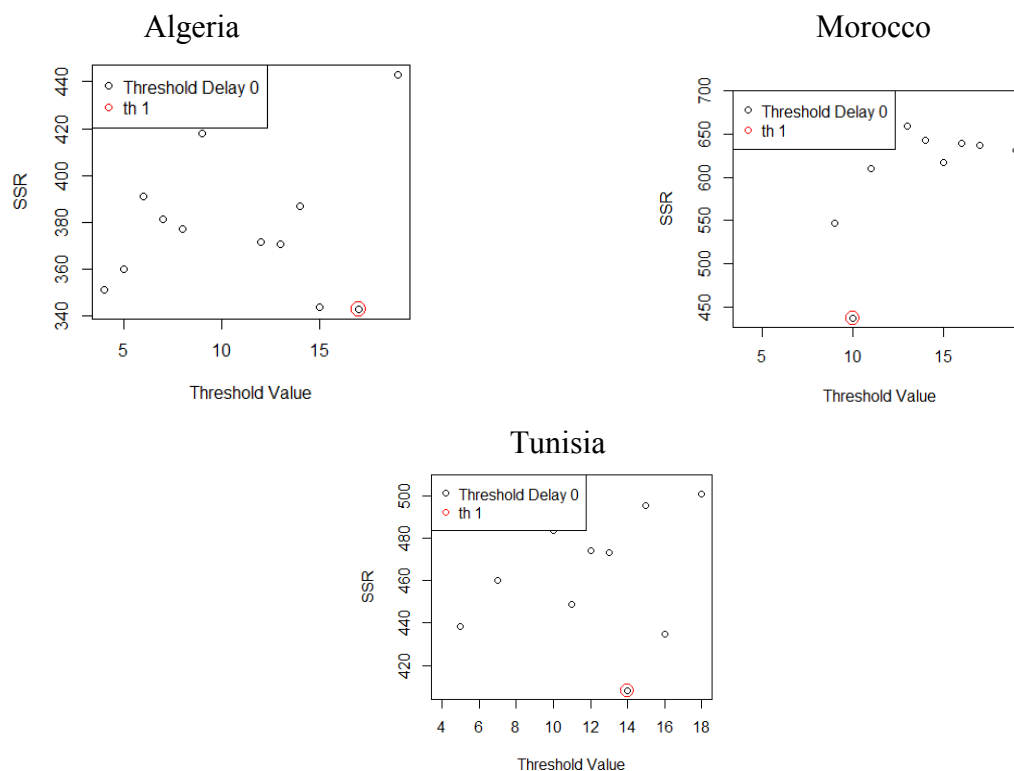 Algeria
Threshold Delay 0
th 1
SSR
340 360 380 400 420 440
5 10 15
Threshold Value
Morocco
Threshold Delay 0
th 1
SSR
450 500 550 600 650 700
5 10 15
Threshold Value
Tunisia
Threshold Delay 0
th 1
SSR
420 440 460 480 500
4 6 8 10 12 14 16 18
Threshold Value